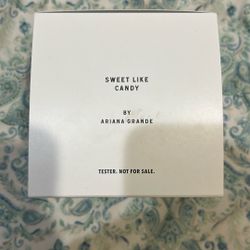 SWEET LIKE
CANDY
BY
ARIANA GRANDE
TESTER. NOT FOR SALE.